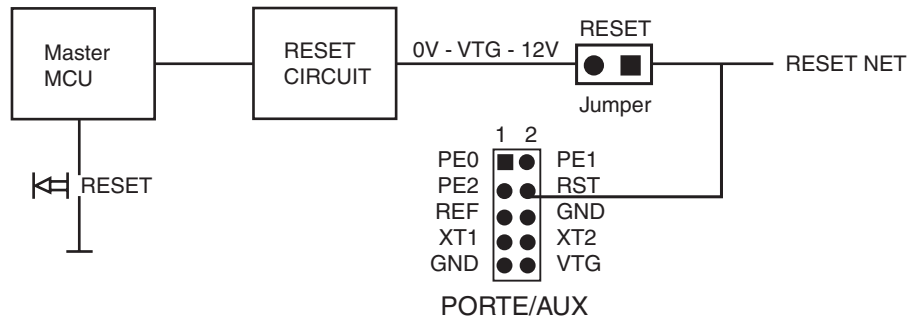 Master
MCU
RESET
CIRCUIT
0V - VTG - 12V
RESET
Jumper
RESET NET
RESET
1 2
PE0 PE1
PE2 RST
REF GND
XT1 XT2
GND VTG
PORTE/AUX